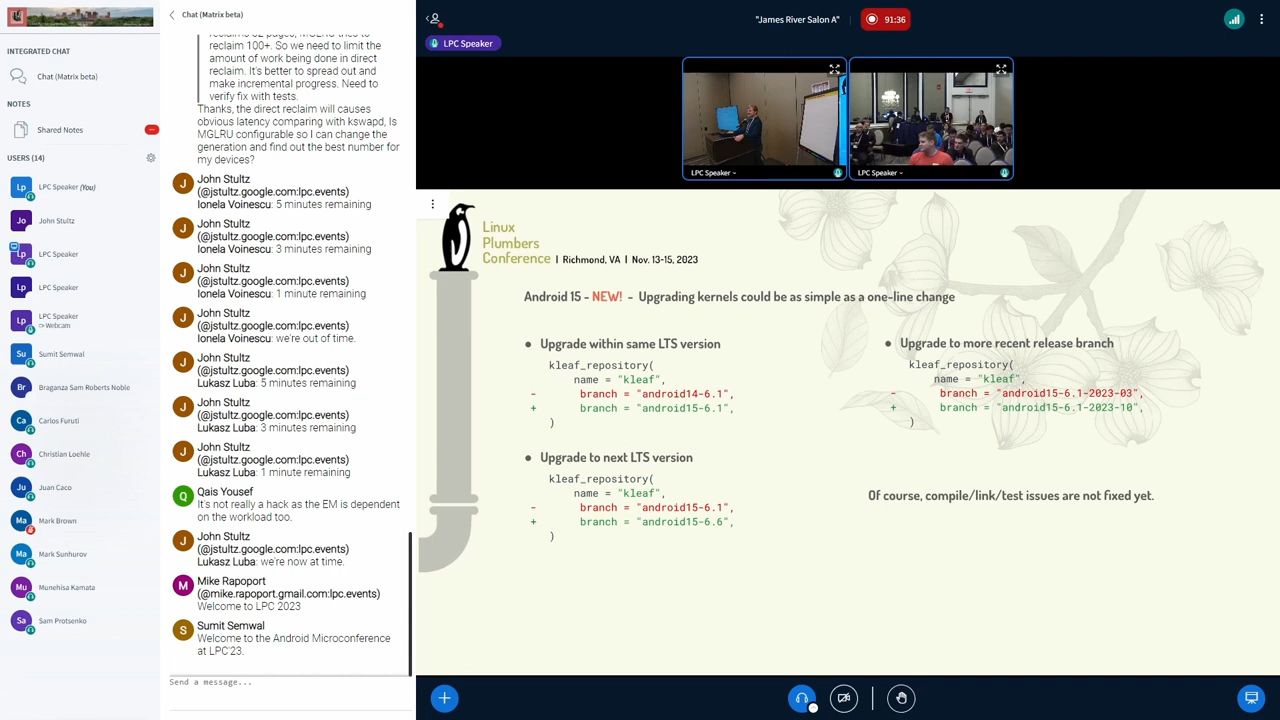 INTEGRATED CHAT
Chat (Matrix beta)
NOTES
Shared Notes
USERS (14)
Lp
LPC Speaker (You)
Jo
John Stultz
LPC Speaker
Lp
LPC Speaker
Lp
LPC Speaker
Webcam
Su
Sumit Semwal
Br
Braganza Sam Roberts Noble
Ca
Carlos Furuti
Ch
Christian Loehle
Ju
Juan Caco
Ma
Mark Brown
Ma
Mark Sunhurov
Mu
Munehisa Kamata
Sa
Sam Protsenko
Chat (Matrix beta)
reclaim 100+. So we need to limit the
amount of work being done in direct
reclaim. It's better to spread out and
make incremental progress. Need to
verify fix with tests.
Thanks, the direct reclaim will causes
obvious latency comparing with kswapd, Is
MGLRU configurable so I can change the
generation and find out the best number for
my devices?
J
John Stultz
(@jstultz.google.com:lpc.events)
Ionela Voinescu: 5 minutes remaining
J
John Stultz
(@jstultz.google.com:lpc.events)
Ionela Voinescu: 3 minutes remaining
J
John Stultz
(@jstultz.google.com:lpc.events)
Ionela Voinescu: 1 minute remaining
J
John Stultz
(@jstultz.google.com:lpc.events)
Ionela Voinescu: we're out of time.
J
John Stultz
(@jstultz.google.com:lpc.events)
Lukasz Luba: 5 minutes remaining
J
John Stultz
(@jstultz.google.com:lpc.events)
Lukasz Luba: 3 minutes remaining
J
John Stultz
(@jstultz.google.com:lpc.events)
Lukasz Luba: 1 minute remaining
Q
Qais Yousef
It's not really a hack as the EM is dependent
on the workload too.
J
John Stultz
(@jstultz.google.com:lpc.events)
Lukasz Luba: we're now at time.
M
Mike Rapoport
(@mike.rapoport.gmail.com:lpc.events)
Welcome to LPC 2023
S
Sumit Semwal
Welcome to the Android Microconference
at LPC'23.
Send a message...
"James River Salon A"
91:36
LPC Speaker
LPC Speaker
LPC Speaker
Linux
Plumbers
Conference | Richmond, VA | Nov. 13-15, 2023
Android 15 - NEW! - Upgrading kernels could be as simple as a one-line change
● Upgrade within same LTS version
kleaf_repository(
name = "kleaf",
- branch = "android14-6.1",
+ branch = "android15-6.1",
)
● Upgrade to next LTS version
kleaf_repository(
name = "kleaf",
- branch = "android15-6.1",
+ branch = "android15-6.6",
)
● Upgrade to more recent release branch
kleaf_repository(
name = "kleaf",
- branch = "android15-6.1-2023-03",
+ branch = "android15-6.1-2023-10",
)
Of course, compile/link/test issues are not fixed yet.